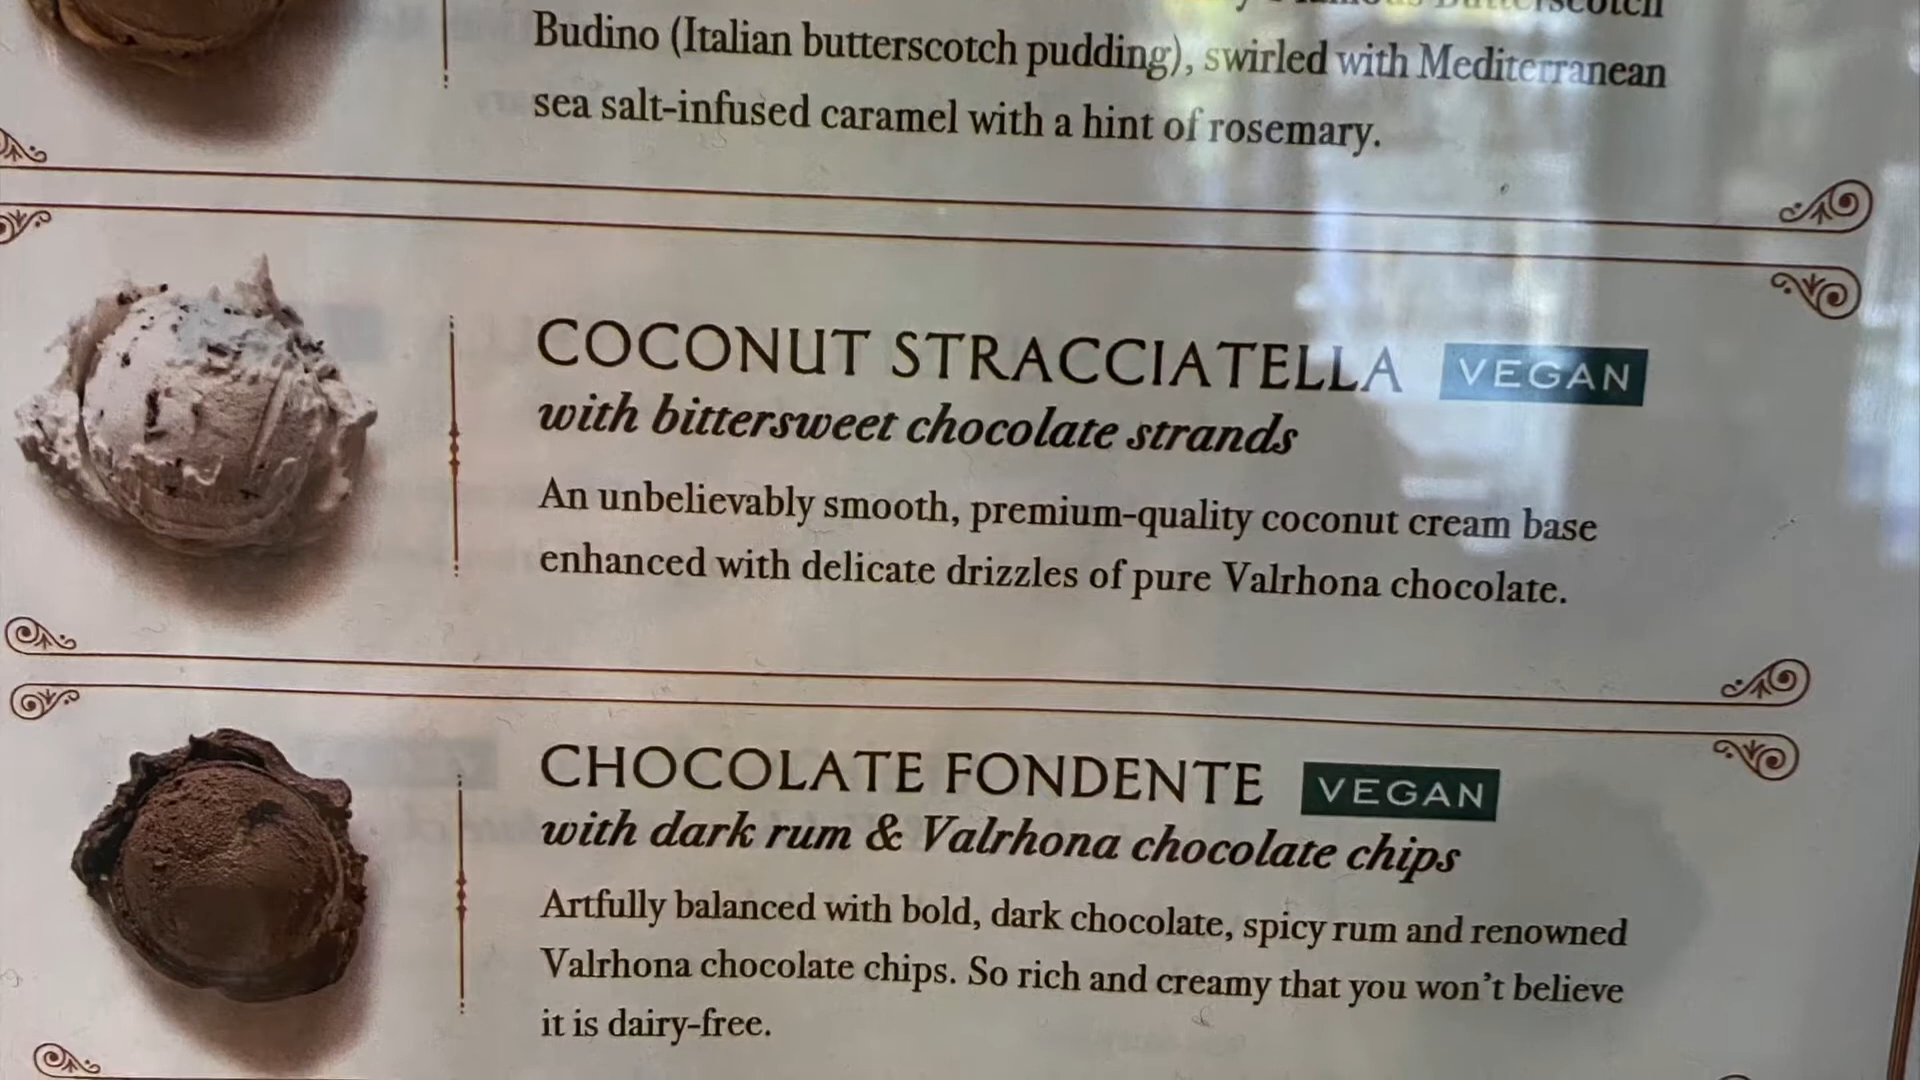 Butterscotch
Budino (Italian butterscotch pudding), swirled with Mediterranean
sea salt-infused caramel with a hint of rosemary.
COCONUT STRACCIATELLA VEGAN
with bittersweet chocolate strands
An unbelievably smooth, premium-quality coconut cream base
enhanced with delicate drizzles of pure Valrhona chocolate.
CHOCOLATE FONDENTE VEGAN
with dark rum & Valrhona chocolate chips
Artfully balanced with bold, dark chocolate, spicy rum and renowned
Valrhona chocolate chips. So rich and creamy that you won't believe
it is dairy-free.